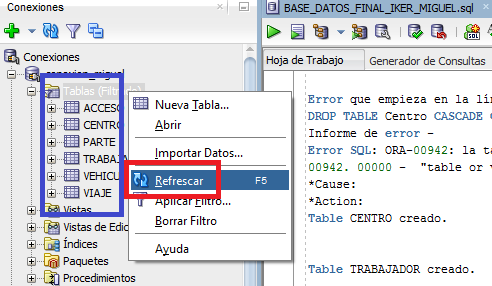 Conexiones
BASE_DATOS_FINAL_IKER_MIGUEL.sql
Conexiones
conexion_miguel
Tablas (Filtrado)
ACCESO
CENTRO
PARTE
TRABAJ
VEHICU
VIAJE
Vistas
Vistas de Edic
Índices
Paquetes
Procedimientos
Nueva Tabla...
Abrir
Importar Datos...
Refrescar F5
Aplicar Filtro...
Borrar Filtro
Ayuda
SQL
Hoja de Trabajo Generador de Consultas
Error que empieza en la lí
DROP TABLE Centro CASCADE C
Informe de error -
Error SQL: ORA-00942: la ta
00942. 00000 - "table or v
*Cause:
*Action:
Table CENTRO creado.
Table TRABAJADOR creado.